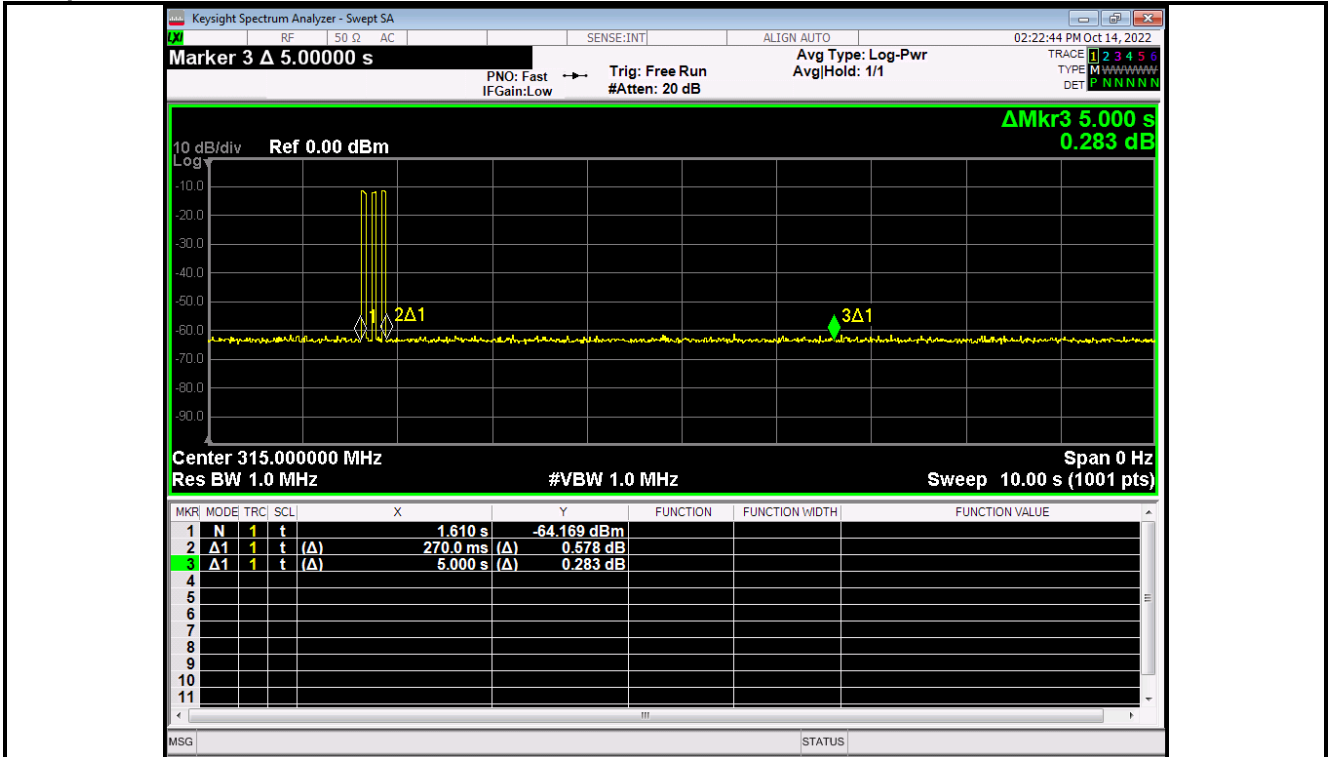 Keysight Spectrum Analyzer - Swept SA
LXI RF 50 Ω AC SENSE:INT ALIGN AUTO 02:22:44 PM Oct 14, 2022
Marker 3 Δ 5.00000 s
PNO: Fast Trig: Free Run Avg Type: Log-Pwr TRACE 1 2 3 4 5 6
IFGain:Low #Atten: 20 dB Avg|Hold: 1/1 TYPE M WWWWW
DET P N N N N N
ΔMkr3 5.000 s
10 dB/div Ref 0.00 dBm 0.283 dB
Log
-10.0
-20.0
-30.0
-40.0
-50.0
1 2Δ1 3Δ1
-60.0
-70.0
-80.0
-90.0
Center 315.000000 MHz Span 0 Hz
Res BW 1.0 MHz #VBW 1.0 MHz Sweep 10.00 s (1001 pts)
MKR MODE TRC SCL X Y FUNCTION FUNCTION WIDTH FUNCTION VALUE
1 N 1 t 1.610 s -64.169 dBm
2 Δ1 1 t (Δ) 270.0 ms (Δ) 0.578 dB
3 Δ1 1 t (Δ) 5.000 s (Δ) 0.283 dB
4
5
6
7
8
9
10
11
MSG STATUS